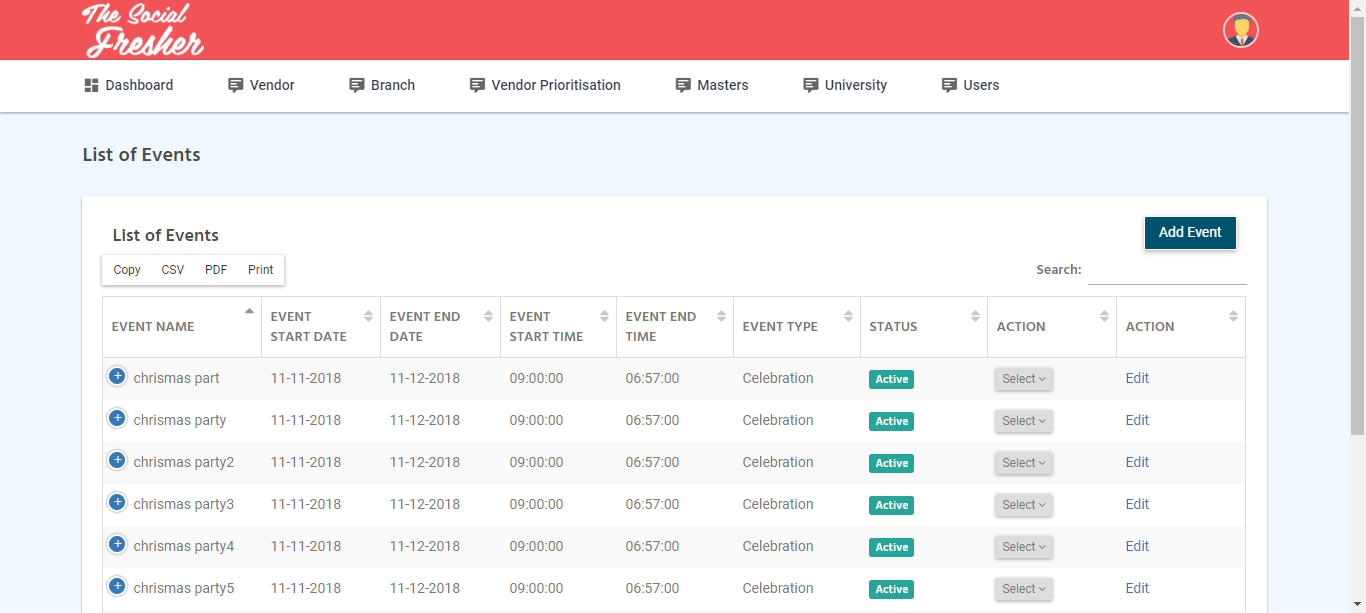 The Social
Fresher
Dashboard Vendor Branch Vendor Prioritisation Masters University Users
List of Events
List of Events
Add Event
Copy CSV PDF Print
Search:
EVENT NAME EVENT START DATE EVENT END DATE EVENT START TIME EVENT END TIME EVENT TYPE STATUS ACTION ACTION
chrismas part 11-11-2018 11-12-2018 09:00:00 06:57:00 Celebration Active Select Edit
chrismas party 11-11-2018 11-12-2018 09:00:00 06:57:00 Celebration Active Select Edit
chrismas party2 11-11-2018 11-12-2018 09:00:00 06:57:00 Celebration Active Select Edit
chrismas party3 11-11-2018 11-12-2018 09:00:00 06:57:00 Celebration Active Select Edit
chrismas party4 11-11-2018 11-12-2018 09:00:00 06:57:00 Celebration Active Select Edit
chrismas party5 11-11-2018 11-12-2018 09:00:00 06:57:00 Celebration Active Select Edit